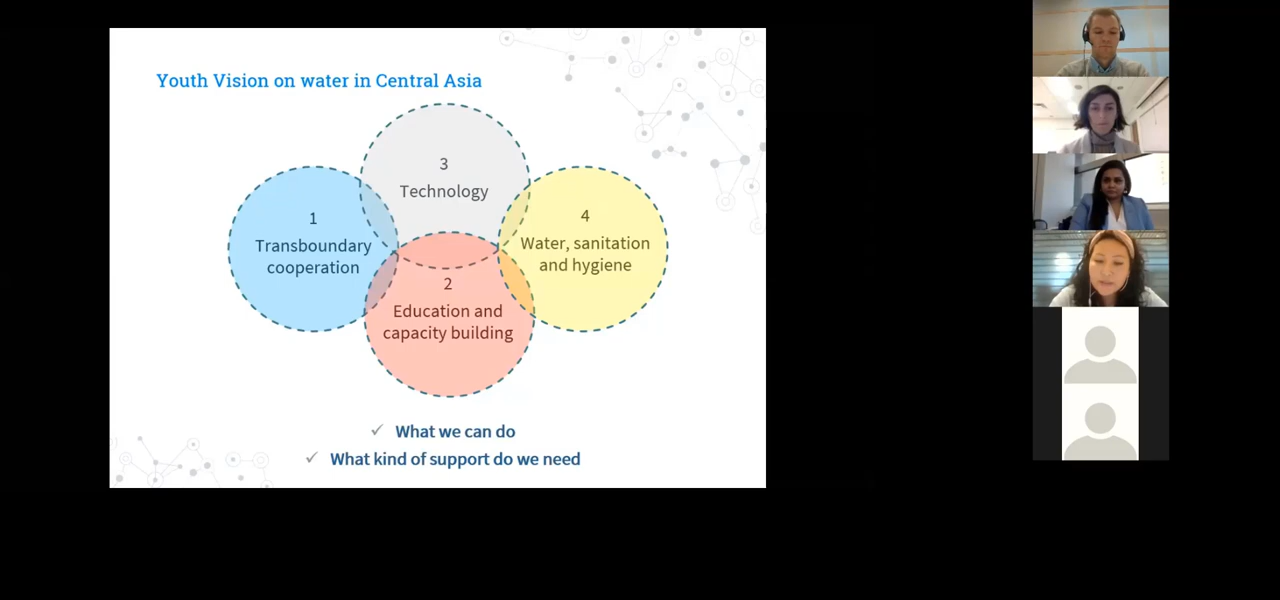 Youth Vision on water in Central Asia
3
Technology
1
Transboundary
cooperation
4
Water, sanitation
and hygiene
2
Education and
capacity building
✓ What we can do
✓ What kind of support do we need